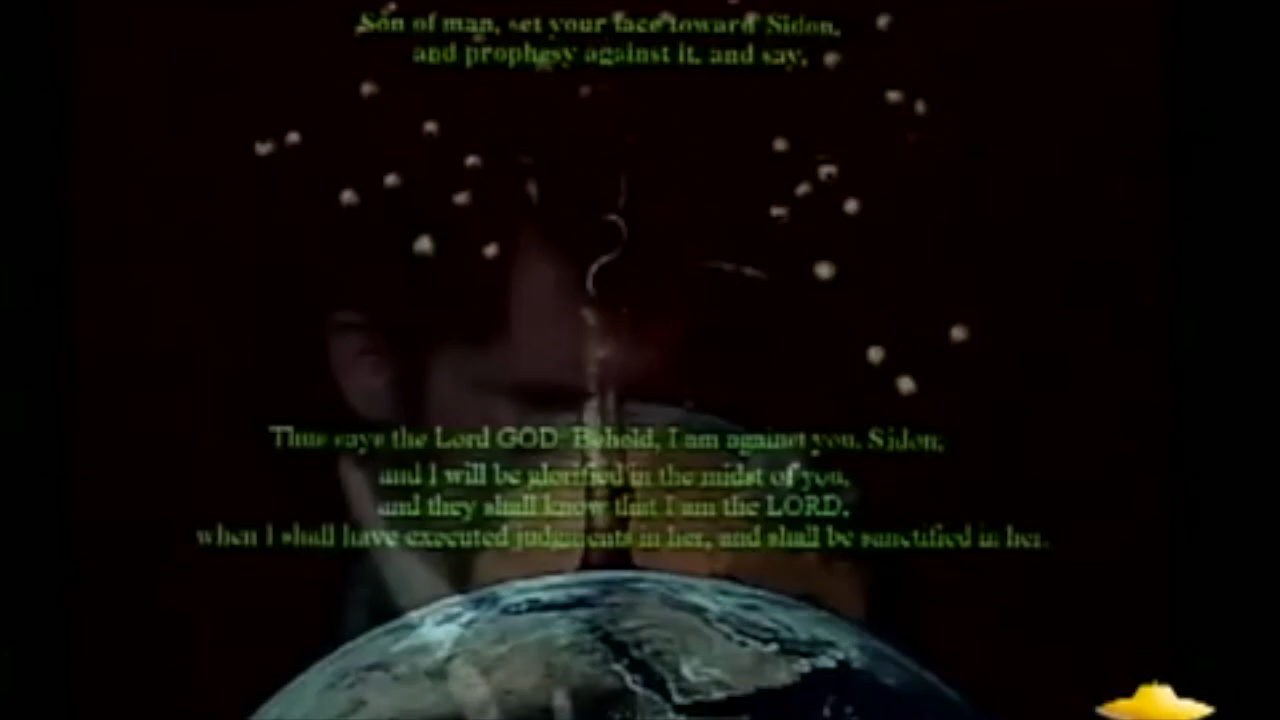 Son of man, set your face toward Sidon,
and prophesy against it, and say,
Thus says the Lord GOD: Behold, I am against you, Sidon;
and I will be glorified in the midst of you,
and they shall know that I am the LORD,
when I shall have executed judgments in her, and shall be sanctified in her.